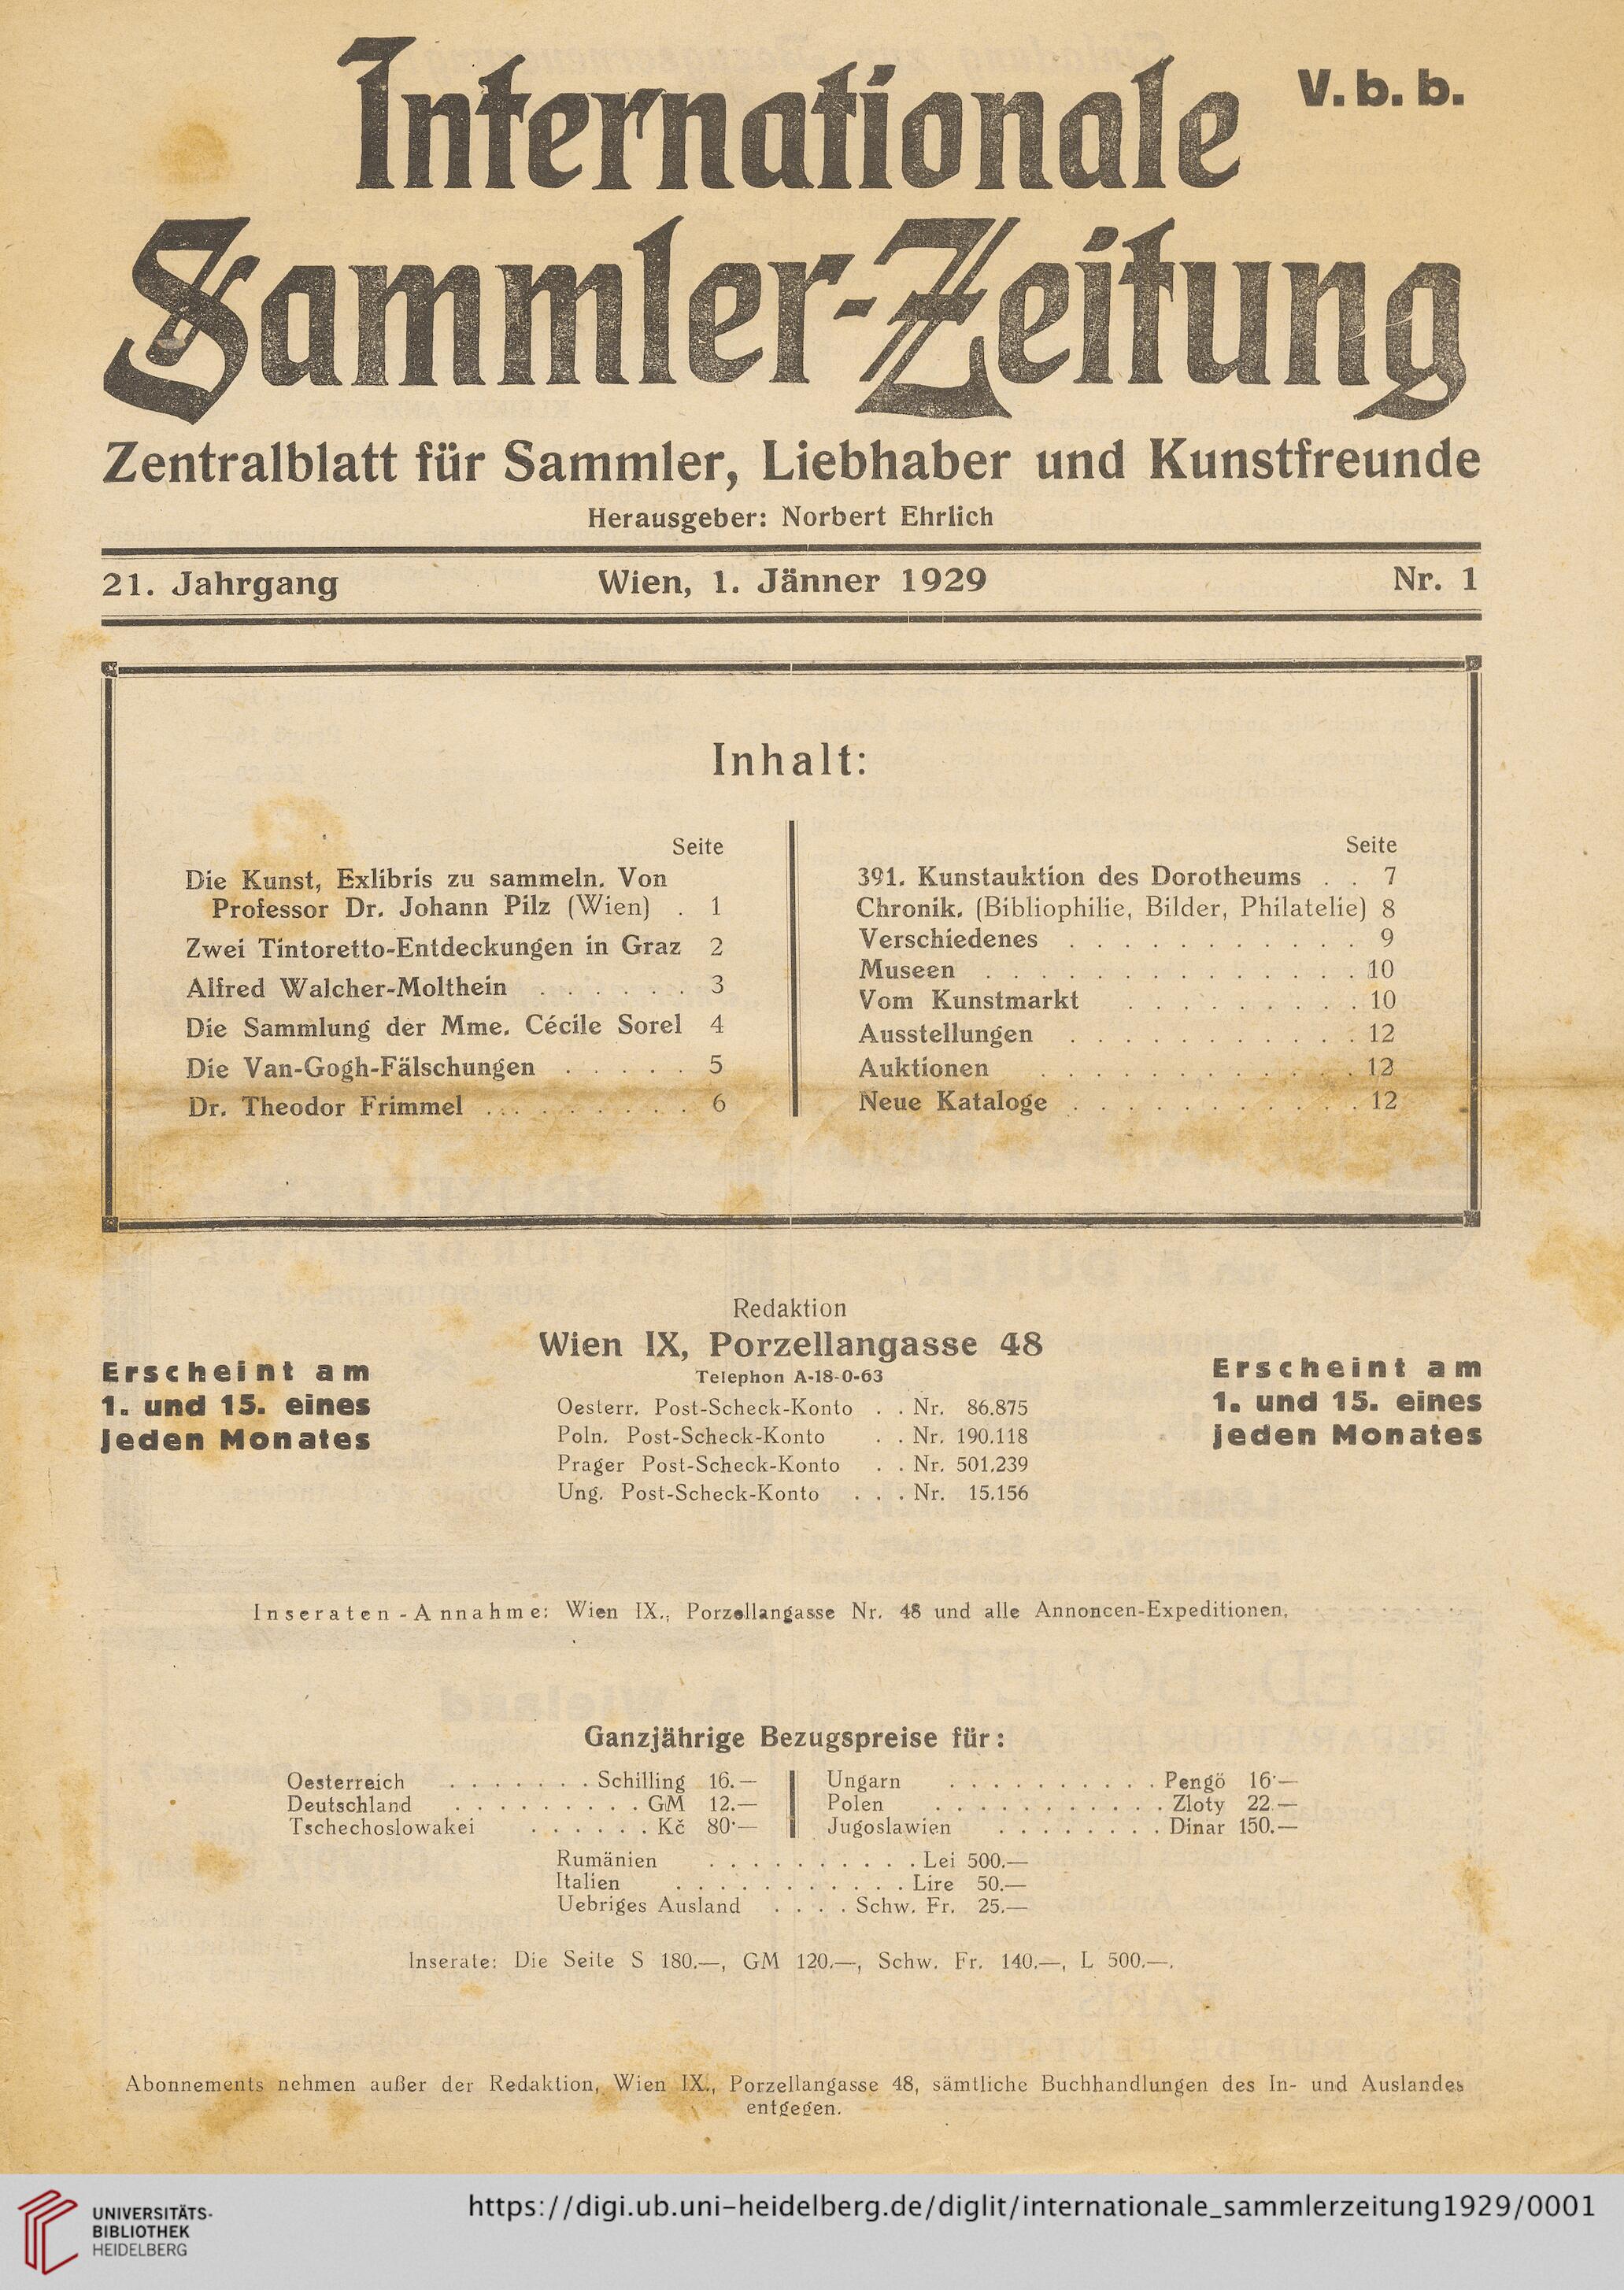 Internationale
V. b. b.
Sammler-Zeitung
Zentralblatt für Sammler, Liebhaber und Kunstfreunde
Herausgeber: Norbert Ehrlich
21. Jahrgang Wien, 1. Jänner 1929 Nr. 1
Inhalt:
Seite
Die Kunst, Exlibris zu sammeln. Von
Professor Dr. Johann Pilz (Wien) . 1
Zwei Tintoretto-Entdeckungen in Graz 2
Alfred Walcher-Molthein . . . . . . 3
Die Sammlung der Mme. Cécile Sorel 4
Die Van-Gogh-Fälschungen . . . . . 5
Dr. Theodor Frimmel . . . . . . . . . 6
Seite
391. Kunstauktion des Dorotheums . . 7
Chronik. (Bibliophilie, Bilder, Philatelie) 8
Verschiedenes . . . . . . . . . . . 9
Museen . . . . . . . . . . . . . . 10
Vom Kunstmarkt . . . . . . . . . 10
Ausstellungen . . . . . . . . . . . 12
Auktionen . . . . . . . . . . . . 12
Neue Kataloge . . . . . . . . . . . 12
Redaktion
Wien IX, Porzellangasse 48
Telephon A-18-0-63
Erscheint am
1. und 15. eines
jeden Monates
Oesterr. Post-Scheck-Konto . . Nr. 86.875
Poln. Post-Scheck-Konto . . Nr. 190.118
Prager Post-Scheck-Konto . . Nr. 501.239
Ung. Post-Scheck-Konto . . . Nr. 15.156
Erscheint am
1. und 15. eines
jeden Monates
Inseraten-Annahme: Wien IX., Porzellangasse Nr. 48 und alle Annoncen-Expeditionen.
Ganzjährige Bezugspreise für:
Oesterreich . . . . . . . Schilling 16.—
Deutschland . . . . . . . . . GM 12.—
Tschechoslowakei . . . . . . Kč 80·—
Ungarn . . . . . . . . . . Pengö 16·—
Polen . . . . . . . . . . . Zloty 22.—
Jugoslawien . . . . . . . . Dinar 150.—
Rumänien . . . . . . . . . . Lei 500.—
Italien . . . . . . . . . . . Lire 50.—
Uebriges Ausland . . . . Schw. Fr. 25.—
Inserate: Die Seite S 180.—, GM 120.—, Schw. Fr. 140.—, L 500.—.
Abonnements nehmen außer der Redaktion, Wien IX., Porzellangasse 48, sämtliche Buchhandlungen des In- und Auslandes
entgegen.
UNIVERSITÄTS-
BIBLIOTHEK
HEIDELBERG
https://digi.ub.uni-heidelberg.de/diglit/internationale_sammlerzeitung1929/0001